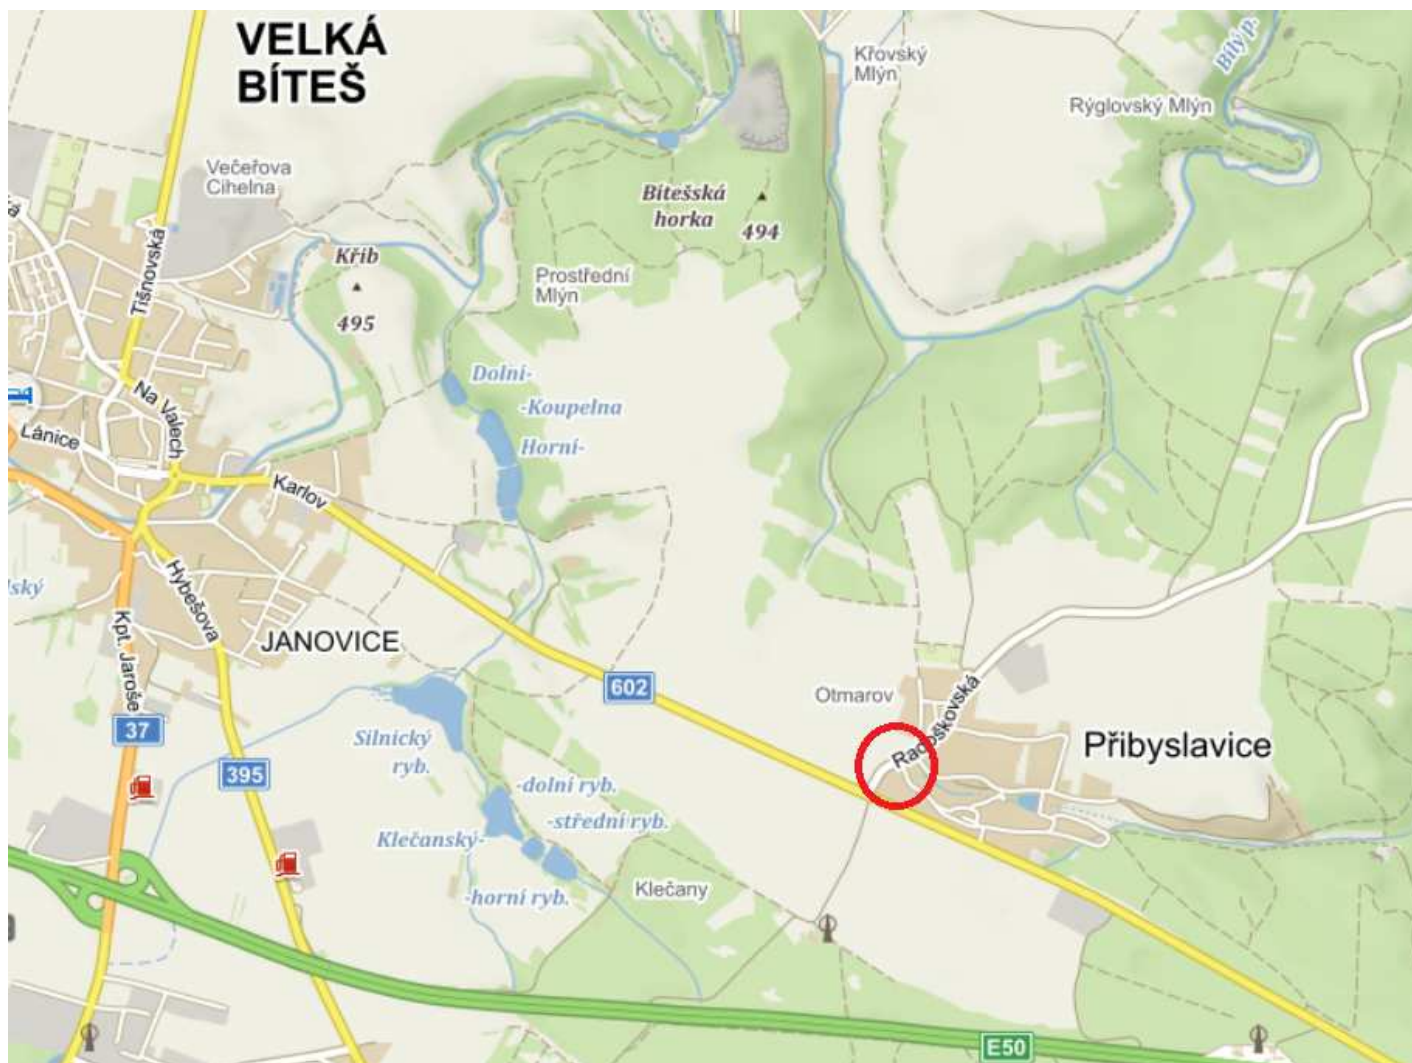 VELKÁ
BÍTEŠ
Křovský
Mlýn
Bílý p.
Rýglovský Mlýn
Večeřova
Cihelna
Bítešská
horka
494
Tišnovská
Kříb
495
Prostřední
Mlýn
Dolní-
-Koupelna
Horní-
Na Valech
Lánice
Karlov
Hybešova
JANOVICE
Kpt. Jaroše
602
Otmarov
Radoškovská
Přibyslavice
37
395
Silnický
ryb.
-dolní ryb.
-střední ryb.
Klečanský-
-horní ryb.
Klečany
E50